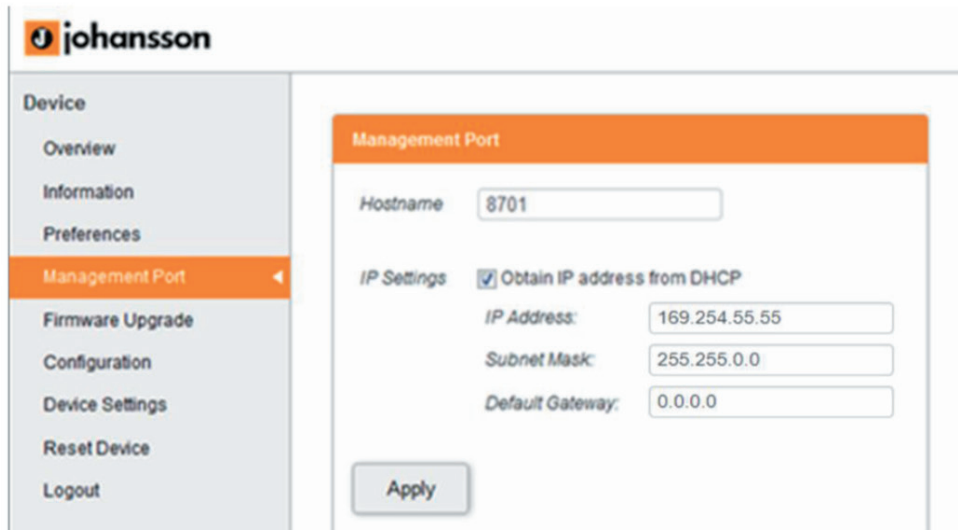 johansson
Device
Overview
Information
Preferences
Management Port
Firmware Upgrade
Configuration
Device Settings
Reset Device
Logout
Management Port
Hostname 8701
IP Settings Obtain IP address from DHCP
IP Address: 169.254.55.55
Subnet Mask: 255.255.0.0
Default Gateway: 0.0.0.0
Apply